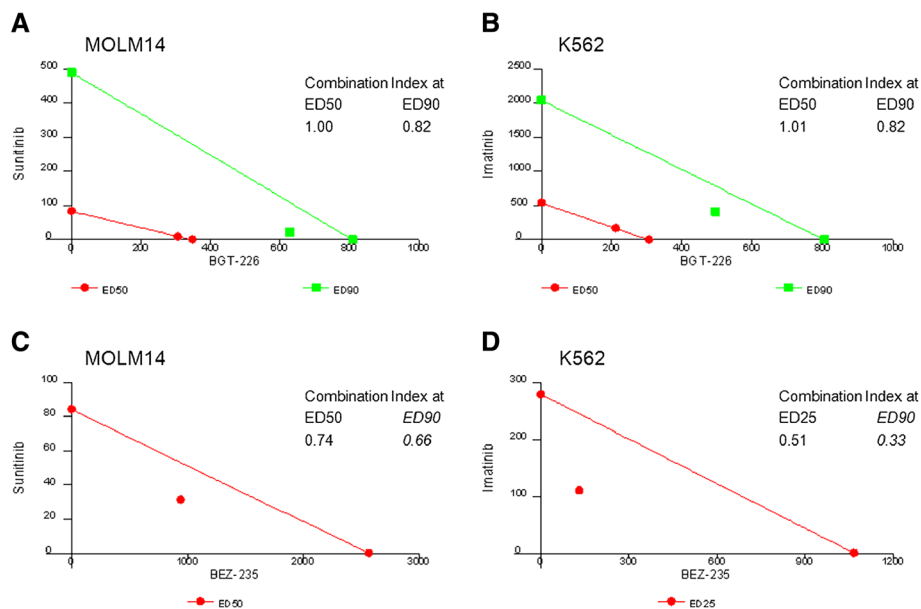 A
MOLM14
Combination Index at
ED50 ED90
1.00 0.82
500
400
300
200
100
0
Sunitinib
0 200 400 600 800 1000
BGT-226
ED50 ED90
B
K562
Combination Index at
ED50 ED90
1.01 0.82
2500
2000
1500
1000
500
0
Imatinib
0 200 400 600 800 1000
BGT-226
ED50 ED90
C
MOLM14
Combination Index at
ED50 ED90
0.74 0.66
100
80
60
40
20
0
Sunitinib
0 1000 2000 3000
BEZ-235
ED50
D
K562
Combination Index at
ED25 ED90
0.51 0.33
300
200
100
0
Imatinib
0 300 600 900 1200
BEZ-235
ED25